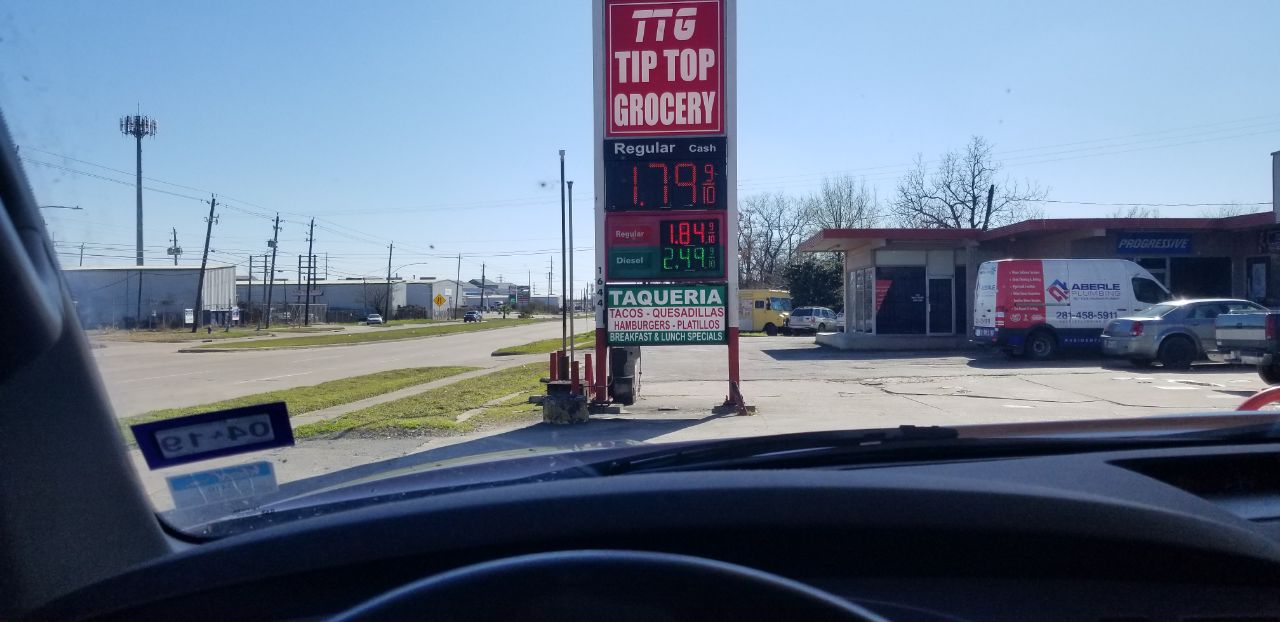 TTG
TIP TOP
GROCERY
Regular Cash
1.79 9/10
Regular 1.84 9/10
Diesel 2.49 9/10
1644
TAQUERIA
TACOS - QUESADILLAS
HAMBURGERS - PLATILLOS
BREAKFAST & LUNCH SPECIALS
PROGRESSIVE
ABERLE
PLUMBING
281-458-5911
04 19